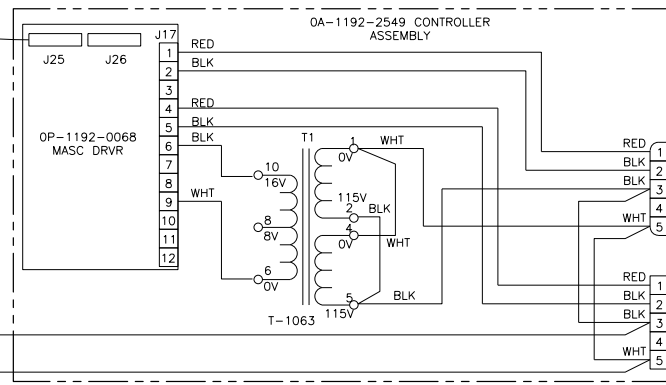 0A-1192-2549 CONTROLLER
ASSEMBLY
J25
J26
J17
0P-1192-0068
MASC DRVR
1
2
3
4
5
6
7
8
9
10
11
12
RED
BLK
RED
BLK
BLK
WHT
T1
10
16V
8
8V
6
0V
1
0V
115V
2
4
0V
5
115V
T-1063
WHT
BLK
WHT
BLK
RED
BLK
BLK
WHT
1
2
3
4
5
RED
BLK
BLK
WHT
1
2
3
4
5